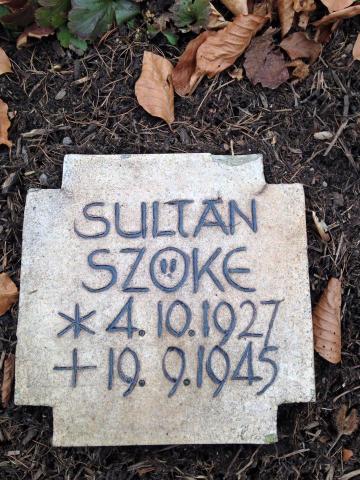 SULTAN
SZÖKE
* 4.10.1927
+ 19.9.1945